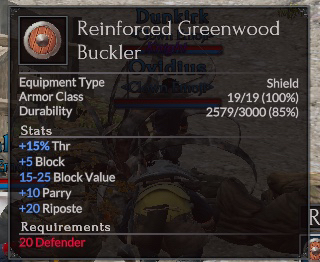 Reinforced Greenwood
Buckler
Equipment Type Shield
Armor Class 19/19 (100%)
Durability 2579/3000 (85%)
Stats
+15% Thr
+5 Block
15-25 Block Value
+10 Parry
+20 Riposte
Requirements
20 Defender
R